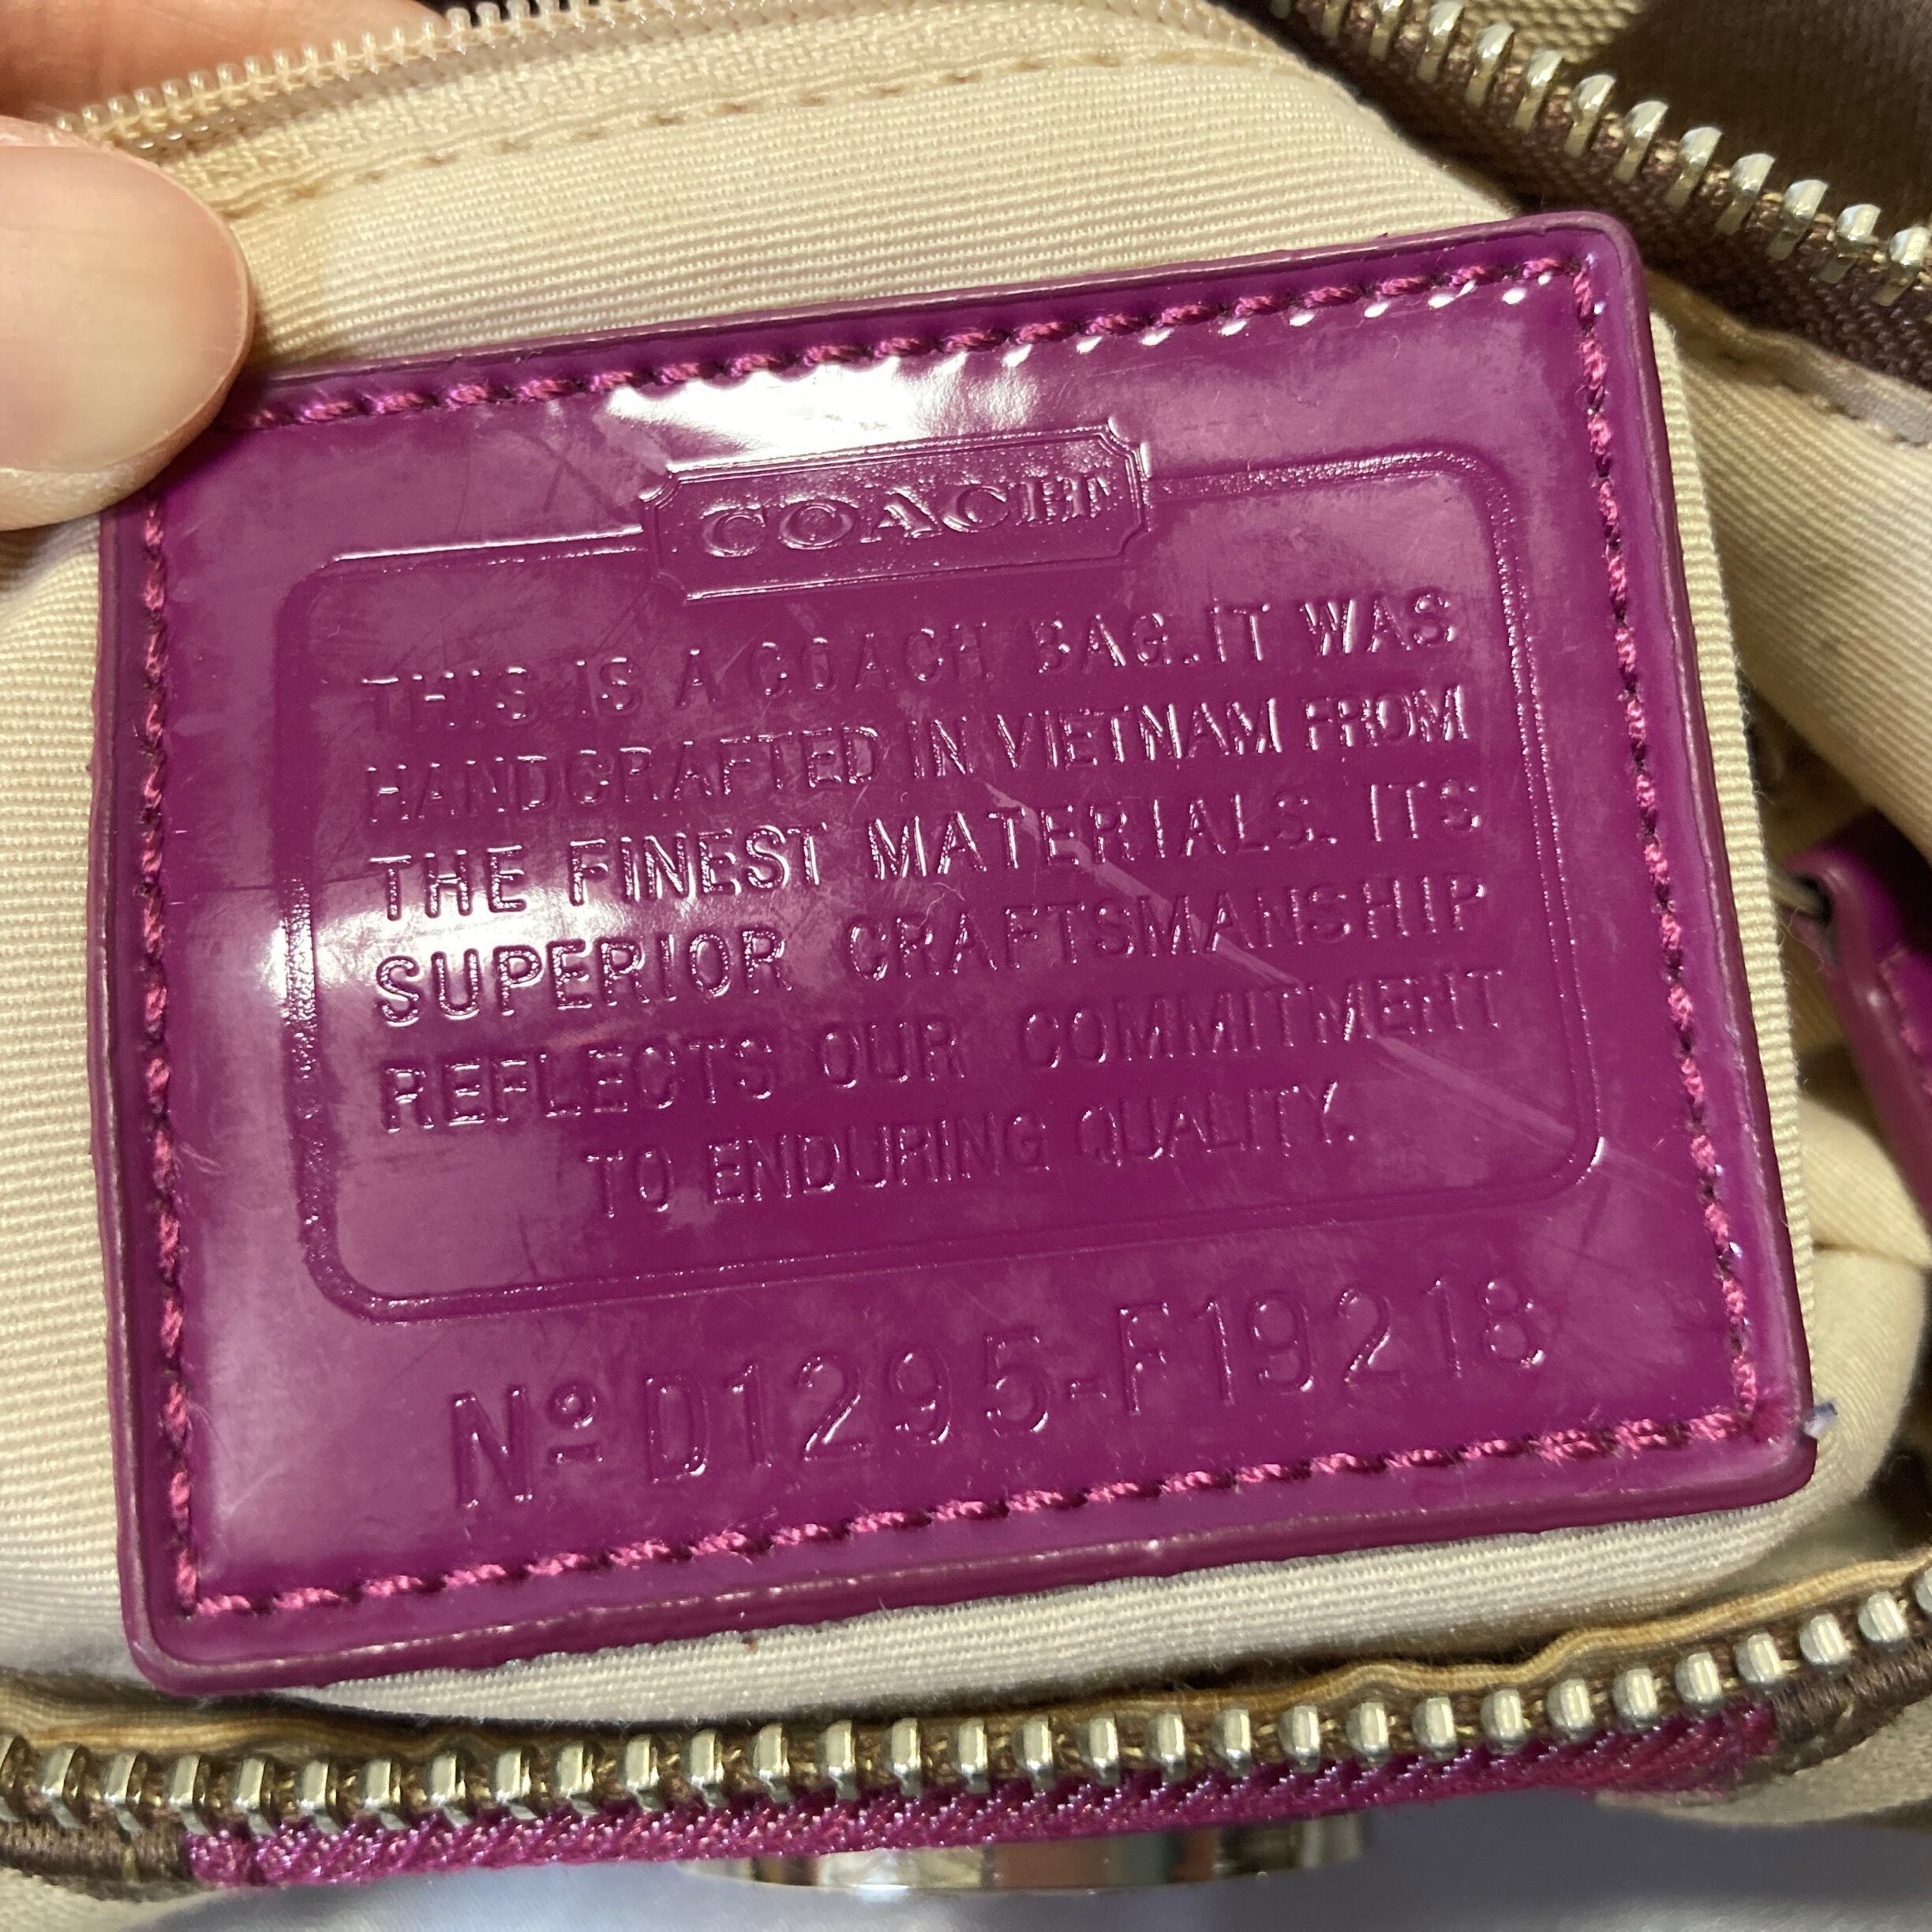 COACH™
THIS IS A COACH BAG.IT WAS
HANDCRAFTED IN VIETNAM FROM
THE FINEST MATERIALS. ITS
SUPERIOR CRAFTSMANSHIP
REFLECTS OUR COMMITMENT
TO ENDURING QUALITY.
Nº D1295-F19218